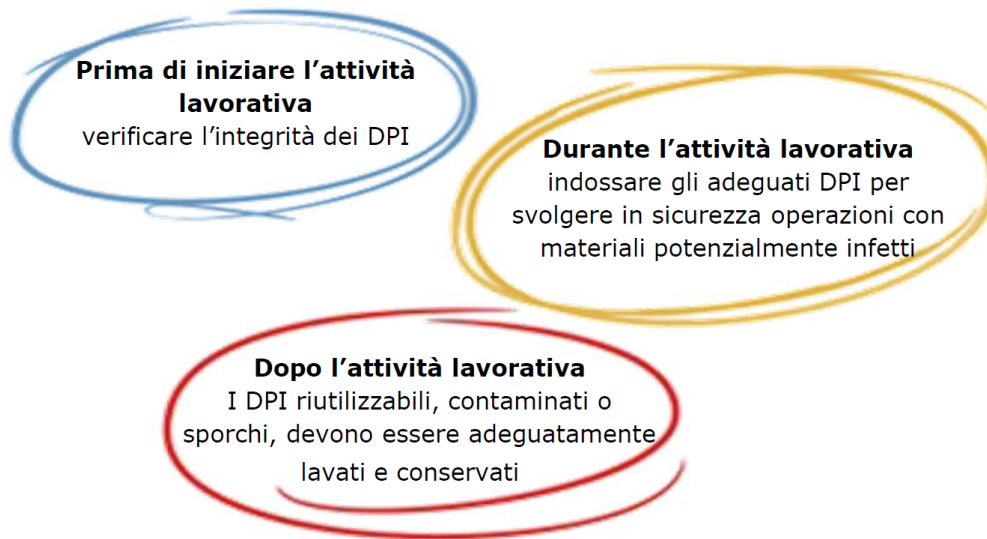 Prima di iniziare l’attività
lavorativa
verificare l’integrità dei DPI
Durante l’attività lavorativa
indossare gli adeguati DPI per
svolgere in sicurezza operazioni con
materiali potenzialmente infetti
Dopo l’attività lavorativa
I DPI riutilizzabili, contaminati o
sporchi, devono essere adeguatamente
lavati e conservati